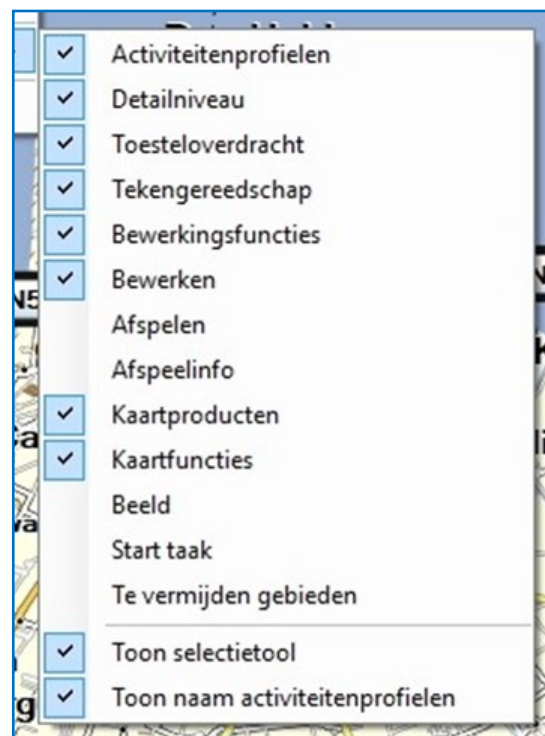 Activiteitenprofielen
Detailniveau
Toesteloverdracht
Tekengereedschap
Bewerkingsfuncties
Bewerken
Afspelen
Afspeelinfo
Kaartproducten
Kaartfuncties
Beeld
Start taak
Te vermijden gebieden
Toon selectietool
Toon naam activiteitenprofielen